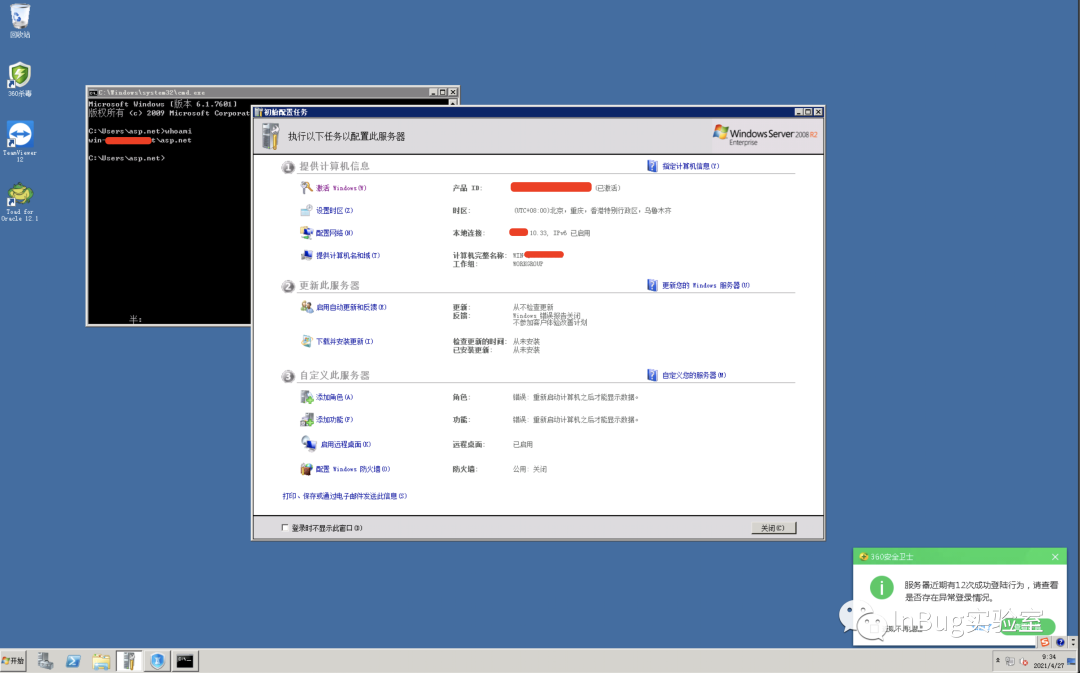 回收站
360杀毒
TeamViewer
12
Toad for
Oracle 12.1
C:\Windows\system32\cmd.exe
Microsoft Windows [版本 6.1.7601]
版权所有 (c) 2009 Microsoft Corporat
C:\Users\asp.net>whoami
win-
t\asp.net
C:\Users\asp.net>
半:
初始配置任务
执行以下任务以配置此服务器
Windows Server 2008 R2
Enterprise
1 提供计算机信息
指定计算机信息(T)
激活 Windows(W)
产品 ID:
(已激活)
设置时区(Z)
时区:
(UTC+08:00)北京,重庆,香港特别行政区,乌鲁木齐
配置网络(N)
本地连接:
10.33, IPv6 已启用
提供计算机名和域(T)
计算机完整名称:
WIN
工作组:
WORKGROUP
2 更新此服务器
更新您的 Windows 服务器(U)
启用自动更新和反馈(E)
更新:
从不检查更新
反馈:
Windows 错误报告关闭
不参加客户体验改善计划
下载并安装更新(I)
检查更新的时间:
从未安装
已安装更新:
从未安装
3 自定义此服务器
自定义您的服务器(M)
添加角色(A)
角色:
错误: 重新启动计算机之后才能显示数据。
添加功能(F)
功能:
错误: 重新启动计算机之后才能显示数据。
启用远程桌面(R)
远程桌面:
已启用
配置 Windows 防火墙(O)
防火墙:
公用: 关闭
打印、保存或通过电子邮件发送此信息(S)
登录时不显示此窗口(D)
关闭(C)
360安全卫士
服务器近期有12次成功登陆行为,请查看
是否存在异常登录情况。
InBug实验室
开始
9:34
2021/4/27